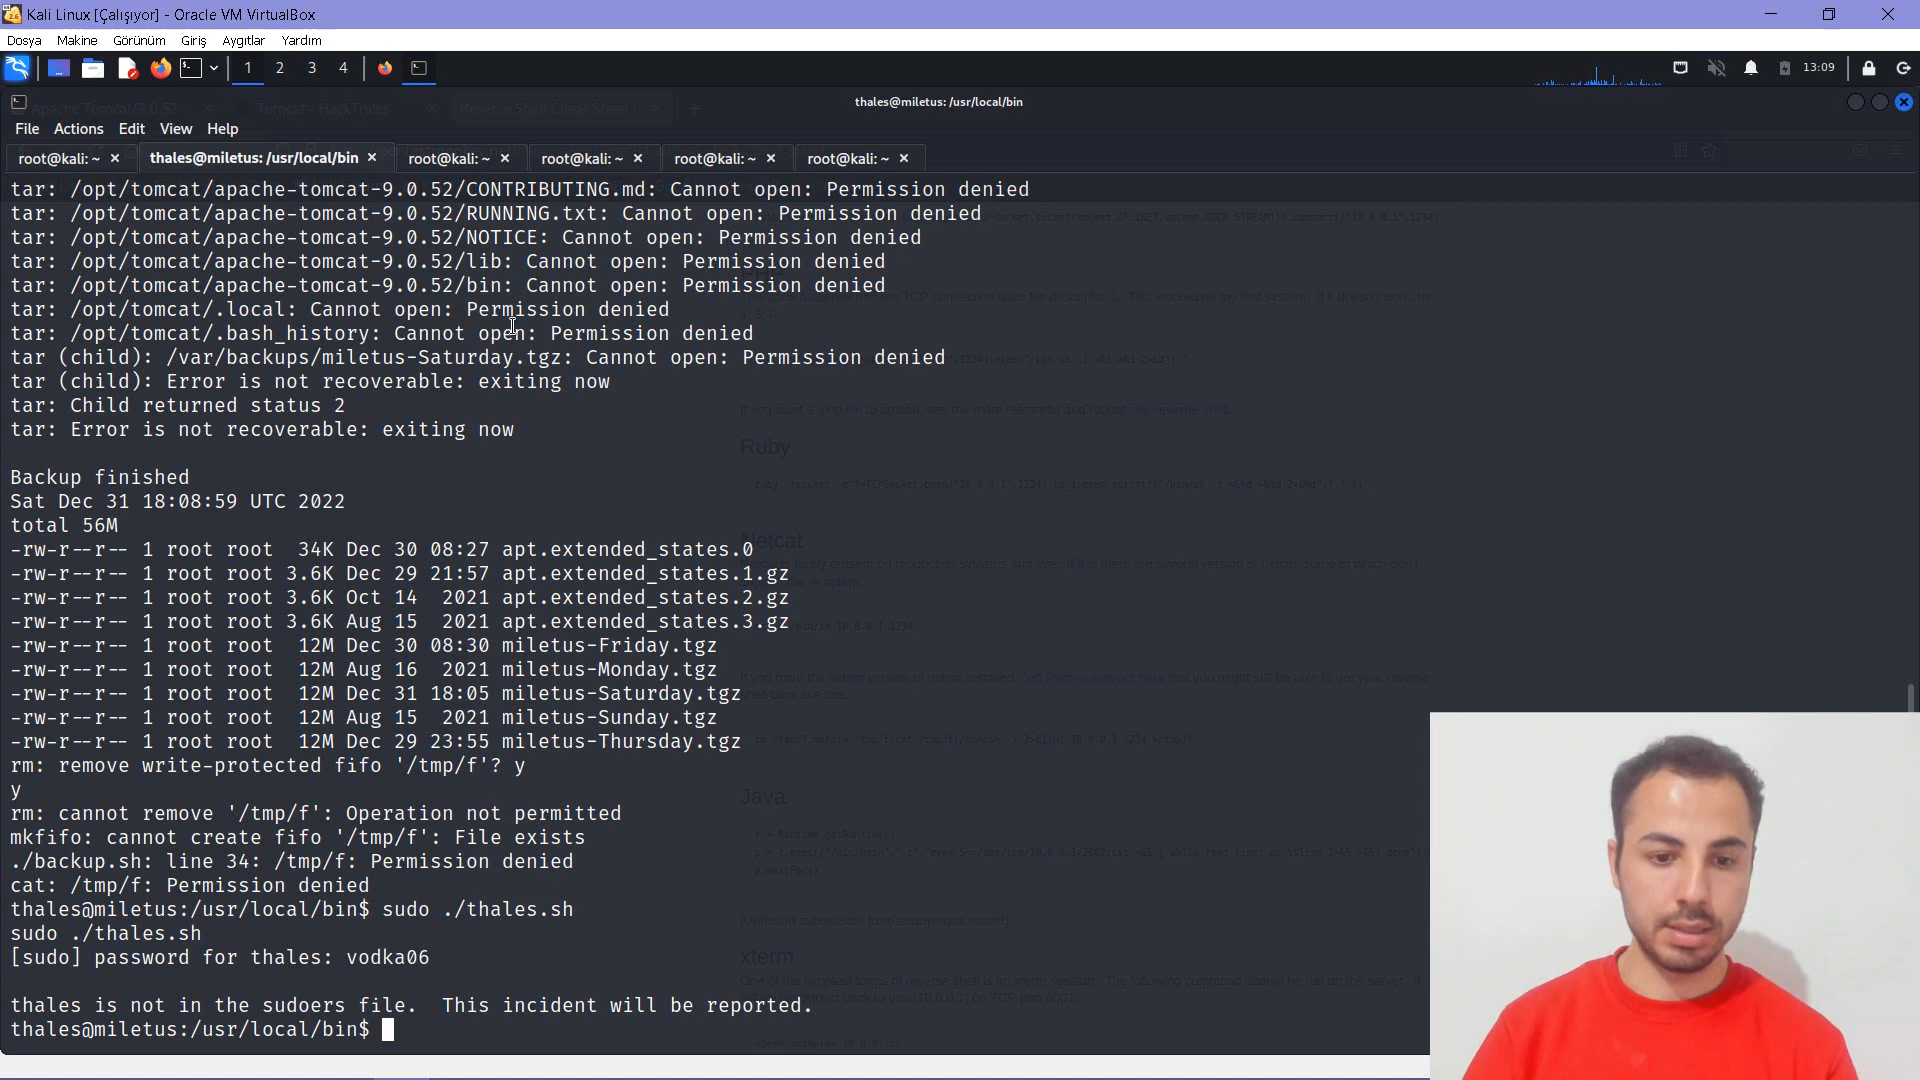 Kali Linux [Çalışıyor] - Oracle VM VirtualBox
Dosya Makine Görünüm Giriş Aygıtlar Yardım
1 2 3 4
13:09
thales@miletus: /usr/local/bin
File Actions Edit View Help
root@kali: ~ thales@miletus: /usr/local/bin root@kali: ~ root@kali: ~ root@kali: ~ root@kali: ~
tar: /opt/tomcat/apache-tomcat-9.0.52/CONTRIBUTING.md: Cannot open: Permission denied
tar: /opt/tomcat/apache-tomcat-9.0.52/RUNNING.txt: Cannot open: Permission denied
tar: /opt/tomcat/apache-tomcat-9.0.52/NOTICE: Cannot open: Permission denied
tar: /opt/tomcat/apache-tomcat-9.0.52/lib: Cannot open: Permission denied
tar: /opt/tomcat/apache-tomcat-9.0.52/bin: Cannot open: Permission denied
tar: /opt/tomcat/.local: Cannot open: Permission denied
tar: /opt/tomcat/.bash_history: Cannot open: Permission denied
tar (child): /var/backups/miletus-Saturday.tgz: Cannot open: Permission denied
tar (child): Error is not recoverable: exiting now
tar: Child returned status 2
tar: Error is not recoverable: exiting now
Backup finished
Sat Dec 31 18:08:59 UTC 2022
total 56M
-rw-r--r-- 1 root root  34K Dec 30 08:27 apt.extended_states.0
-rw-r--r-- 1 root root 3.6K Dec 29 21:57 apt.extended_states.1.gz
-rw-r--r-- 1 root root 3.6K Oct 14  2021 apt.extended_states.2.gz
-rw-r--r-- 1 root root 3.6K Aug 15  2021 apt.extended_states.3.gz
-rw-r--r-- 1 root root  12M Dec 30 08:30 miletus-Friday.tgz
-rw-r--r-- 1 root root  12M Aug 16  2021 miletus-Monday.tgz
-rw-r--r-- 1 root root  12M Dec 31 18:05 miletus-Saturday.tgz
-rw-r--r-- 1 root root  12M Aug 15  2021 miletus-Sunday.tgz
-rw-r--r-- 1 root root  12M Dec 29 23:55 miletus-Thursday.tgz
rm: remove write-protected fifo '/tmp/f'? y
y
rm: cannot remove '/tmp/f': Operation not permitted
mkfifo: cannot create fifo '/tmp/f': File exists
./backup.sh: line 34: /tmp/f: Permission denied
cat: /tmp/f: Permission denied
thales@miletus:/usr/local/bin$ sudo ./thales.sh
sudo ./thales.sh
[sudo] password for thales: vodka06
thales is not in the sudoers file.  This incident will be reported.
thales@miletus:/usr/local/bin$
Ruby
Netcat
Java
xterm